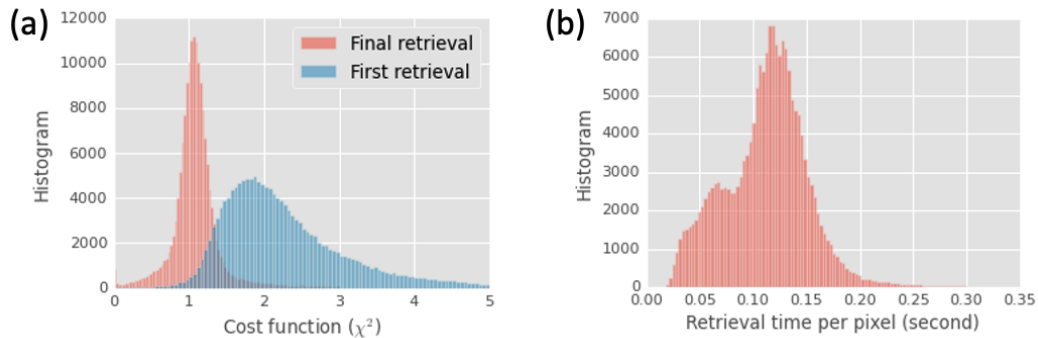 (a)
12000
10000
8000
6000
4000
2000
0
Histogram
Final retrieval
First retrieval
0 1 2 3 4 5
Cost function (χ²)
(b)
7000
6000
5000
4000
3000
2000
1000
0
Histogram
0.00 0.05 0.10 0.15 0.20 0.25 0.30 0.35
Retrieval time per pixel (second)